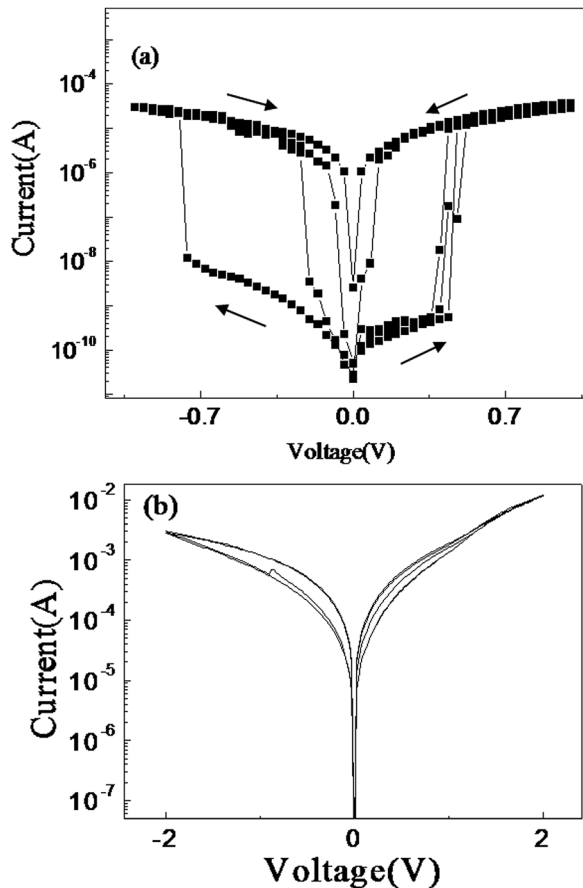 (a)
10⁻⁴
10⁻⁶
10⁻⁸
10⁻¹⁰
Current(A)
-0.7 0.0 0.7
Voltage(V)
(b)
10⁻²
10⁻³
10⁻⁴
10⁻⁵
10⁻⁶
10⁻⁷
Current(A)
-2 0 2
Voltage(V)